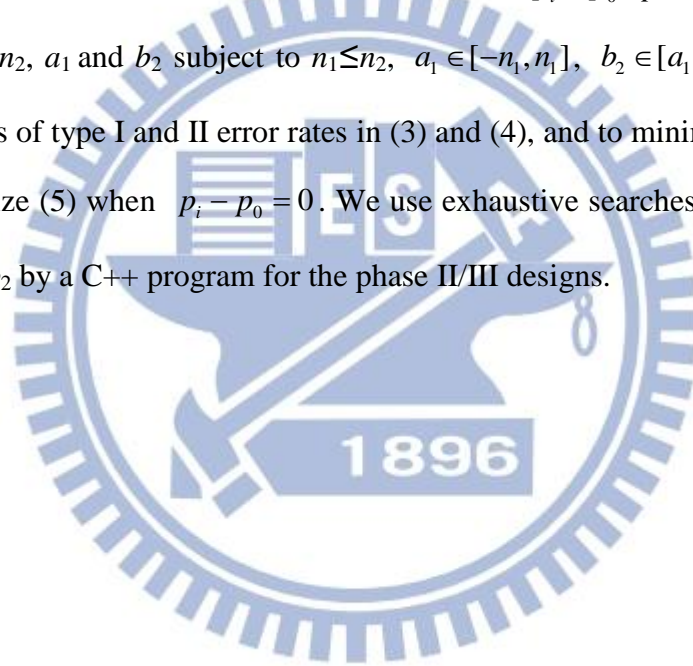 n₂, a₁ and b₂ subject to n₁≤n₂, a₁ ∈[−n₁,n₁], b₂ ∈[a₁
s of type I and II error rates in (3) and (4), and to minin
ze (5) when pᵢ − p₀ = 0. We use exhaustive searches
₂ by a C++ program for the phase II/III designs.
ES
1896